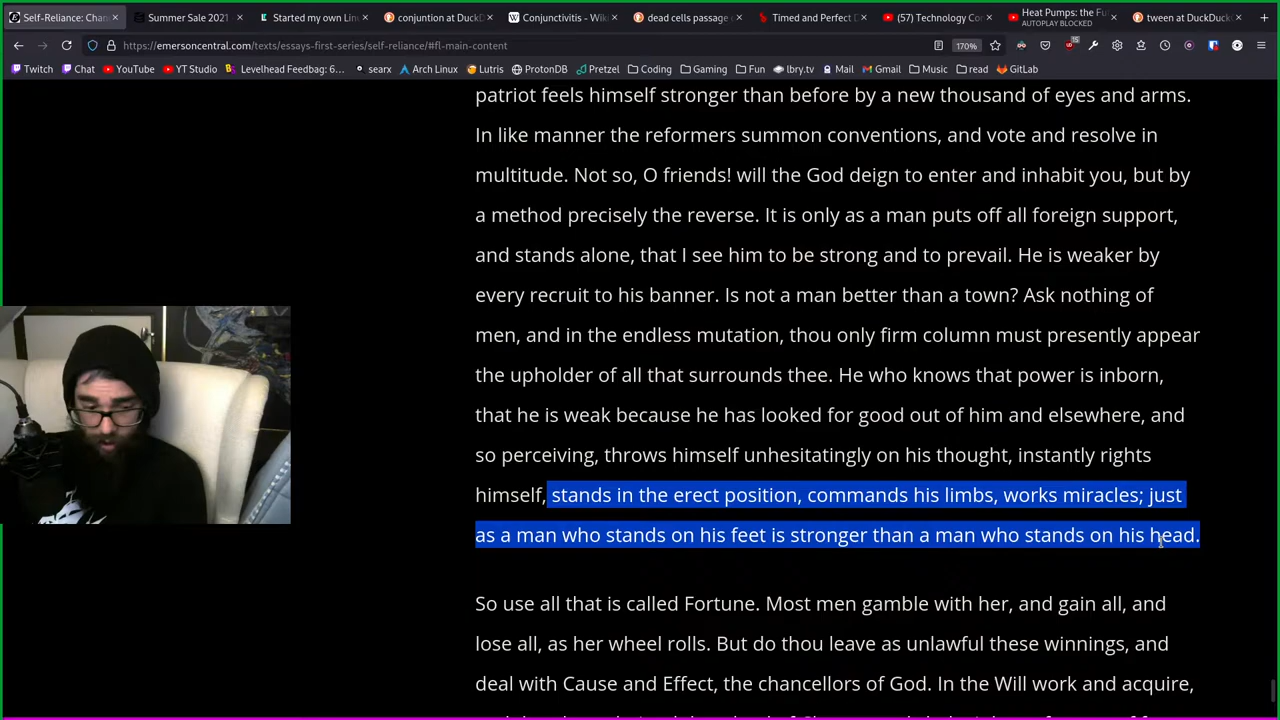 Self-Reliance: Chan
Summer Sale 2021
Started my own Lin
conjuntion at DuckD
Conjunctivitis - Wiki
dead cells passage
Timed and Perfect D
(57) Technology Con
Heat Pumps: the Fu
AUTOPLAY BLOCKED
tween at DuckDuck
https://emersoncentral.com/texts/essays-first-series/self-reliance/#fl-main-content
170%
15
Twitch Chat YouTube YT Studio Levelhead Feedbag: 6… searx Arch Linux Lutris ProtonDB Pretzel Coding Gaming Fun lbry.tv Mail Gmail Music read GitLab
patriot feels himself stronger than before by a new thousand of eyes and arms.
In like manner the reformers summon conventions, and vote and resolve in
multitude. Not so, O friends! will the God deign to enter and inhabit you, but by
a method precisely the reverse. It is only as a man puts off all foreign support,
and stands alone, that I see him to be strong and to prevail. He is weaker by
every recruit to his banner. Is not a man better than a town? Ask nothing of
men, and in the endless mutation, thou only firm column must presently appear
the upholder of all that surrounds thee. He who knows that power is inborn,
that he is weak because he has looked for good out of him and elsewhere, and
so perceiving, throws himself unhesitatingly on his thought, instantly rights
himself, stands in the erect position, commands his limbs, works miracles; just
as a man who stands on his feet is stronger than a man who stands on his head.
So use all that is called Fortune. Most men gamble with her, and gain all, and
lose all, as her wheel rolls. But do thou leave as unlawful these winnings, and
deal with Cause and Effect, the chancellors of God. In the Will work and acquire,